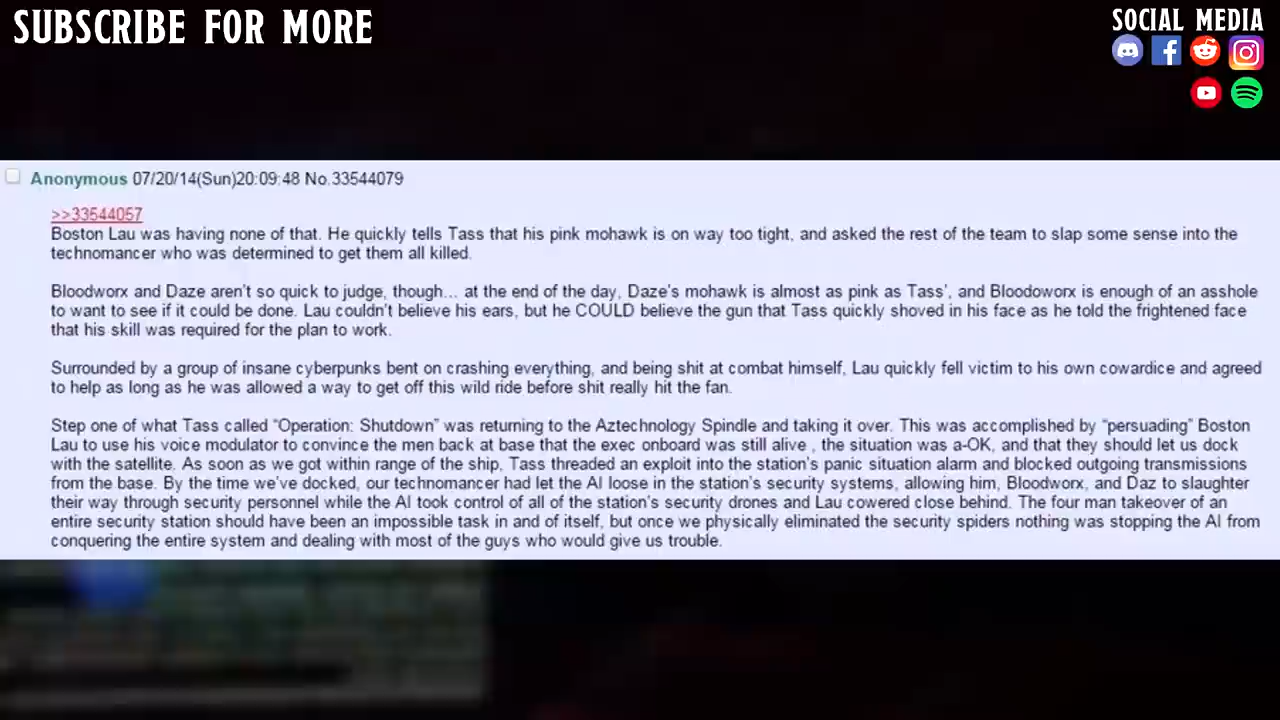 SUBSCRIBE FOR MORE
SOCIAL MEDIA
Anonymous 07/20/14(Sun)20:09:48 No.33544079
>>33544057
Boston Lau was having none of that. He quickly tells Tass that his pink mohawk is on way too tight, and asked the rest of the team to slap some sense into the
technomancer who was determined to get them all killed.
Bloodworx and Daze aren't so quick to judge, though... at the end of the day, Daze's mohawk is almost as pink as Tass', and Bloodoworx is enough of an asshole
to want to see if it could be done. Lau couldn't believe his ears, but he COULD believe the gun that Tass quickly shoved in his face as he told the frightened face
that his skill was required for the plan to work.
Surrounded by a group of insane cyberpunks bent on crashing everything, and being shit at combat himself, Lau quickly fell victim to his own cowardice and agreed
to help as long as he was allowed a way to get off this wild ride before shit really hit the fan.
Step one of what Tass called "Operation: Shutdown" was returning to the Aztechnology Spindle and taking it over. This was accomplished by "persuading" Boston
Lau to use his voice modulator to convince the men back at base that the exec onboard was still alive , the situation was a-OK, and that they should let us dock
with the satellite. As soon as we got within range of the ship, Tass threaded an exploit into the station's panic situation alarm and blocked outgoing transmissions
from the base. By the time we've docked, our technomancer had let the AI loose in the station's security systems, allowing him, Bloodworx, and Daz to slaughter
their way through security personnel while the AI took control of all of the station's security drones and Lau cowered close behind. The four man takeover of an
entire security station should have been an impossible task in and of itself, but once we physically eliminated the security spiders nothing was stopping the AI from
conquering the entire system and dealing with most of the guys who would give us trouble.